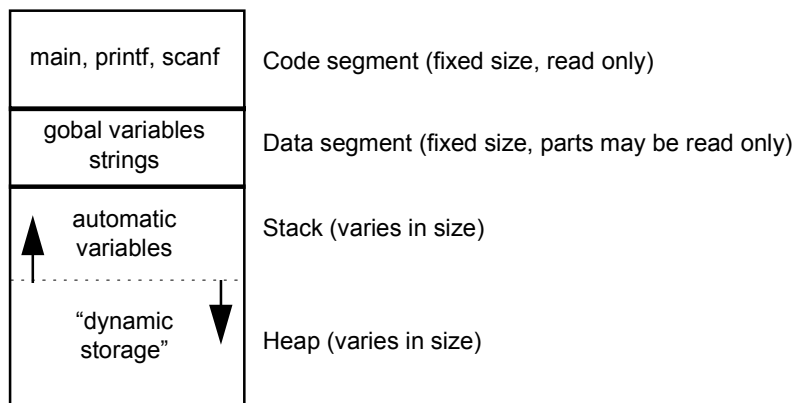 main, printf, scanf
Code segment (fixed size, read only)
gobal variables
strings
Data segment (fixed size, parts may be read only)
automatic
variables
Stack (varies in size)
“dynamic
storage”
Heap (varies in size)